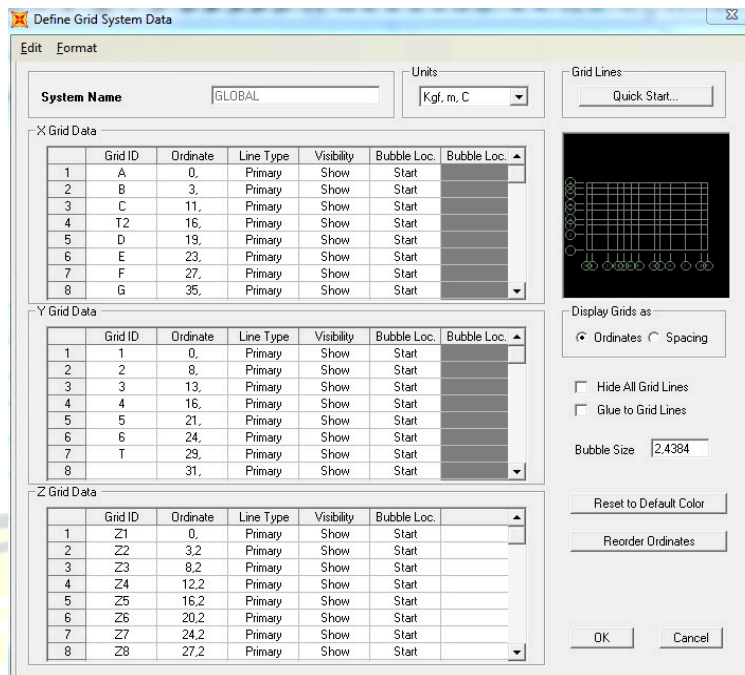 Define Grid System Data
Edit Format
System Name GLOBAL
Units
Kgf, m, C
Grid Lines
Quick Start...
X Grid Data
Grid ID Ordinate Line Type Visibility Bubble Loc. Bubble Loc.
1 A 0, Primary Show Start
2 B 3, Primary Show Start
3 C 11, Primary Show Start
4 T2 16, Primary Show Start
5 D 19, Primary Show Start
6 E 23, Primary Show Start
7 F 27, Primary Show Start
8 G 35, Primary Show Start
Y Grid Data
Grid ID Ordinate Line Type Visibility Bubble Loc. Bubble Loc.
1 1 0, Primary Show Start
2 2 8, Primary Show Start
3 3 13, Primary Show Start
4 4 16, Primary Show Start
5 5 21, Primary Show Start
6 6 24, Primary Show Start
7 T 29, Primary Show Start
8 31, Primary Show Start
Display Grids as
Ordinates Spacing
Hide All Grid Lines
Glue to Grid Lines
Bubble Size 2,4384
Z Grid Data
Grid ID Ordinate Line Type Visibility Bubble Loc.
1 Z1 0, Primary Show Start
2 Z2 3,2 Primary Show Start
3 Z3 8,2 Primary Show Start
4 Z4 12,2 Primary Show Start
5 Z5 16,2 Primary Show Start
6 Z6 20,2 Primary Show Start
7 Z7 24,2 Primary Show Start
8 Z8 27,2 Primary Show Start
Reset to Default Color
Reorder Ordinates
OK Cancel